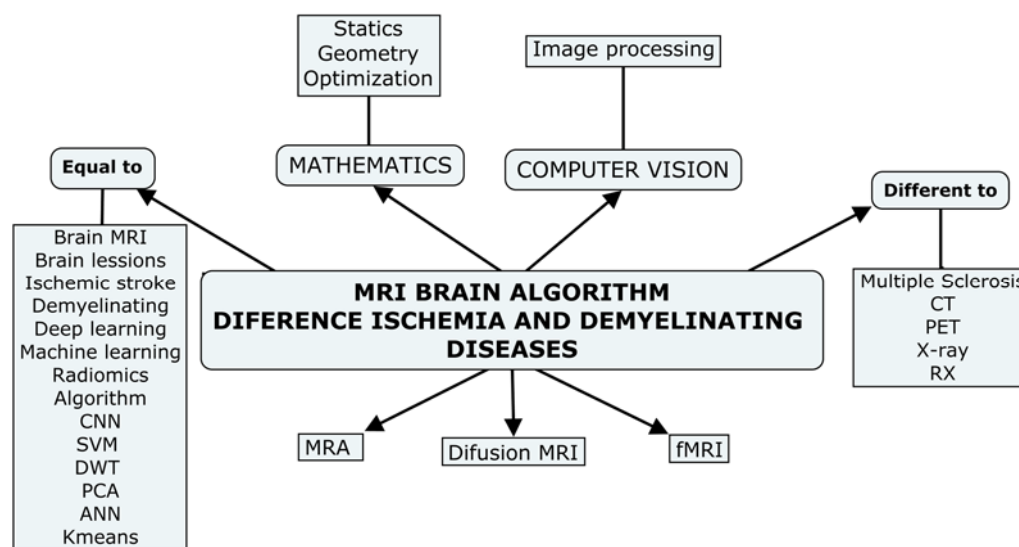 Statics
Geometry
Optimization
Image processing
Equal to
MATHEMATICS
COMPUTER VISION
Different to
Brain MRI
Brain lessions
Ischemic stroke
Demyelinating
Deep learning
Machine learning
Radiomics
Algorithm
CNN
SVM
DWT
PCA
ANN
Kmeans
MRI BRAIN ALGORITHM
DIFERENCE ISCHEMIA AND DEMYELINATING
DISEASES
Multiple Sclerosis
CT
PET
X-ray
RX
MRA
Difusion MRI
fMRI